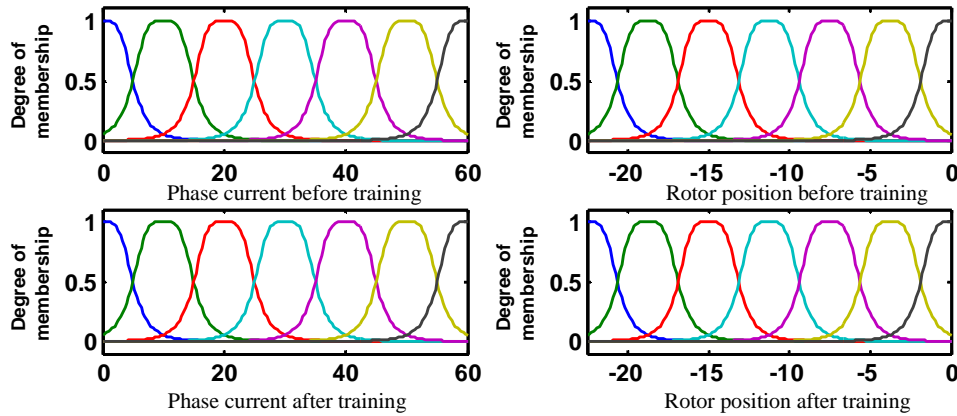 Degree of
membership
1
0.5
0
0 20 40 60
Phase current before training
Degree of
membership
1
0.5
0
-20 -15 -10 -5 0
Rotor position before training
Degree of
membership
1
0.5
0
0 20 40 60
Phase current after training
Degree of
membership
1
0.5
0
-20 -15 -10 -5 0
Rotor position after training